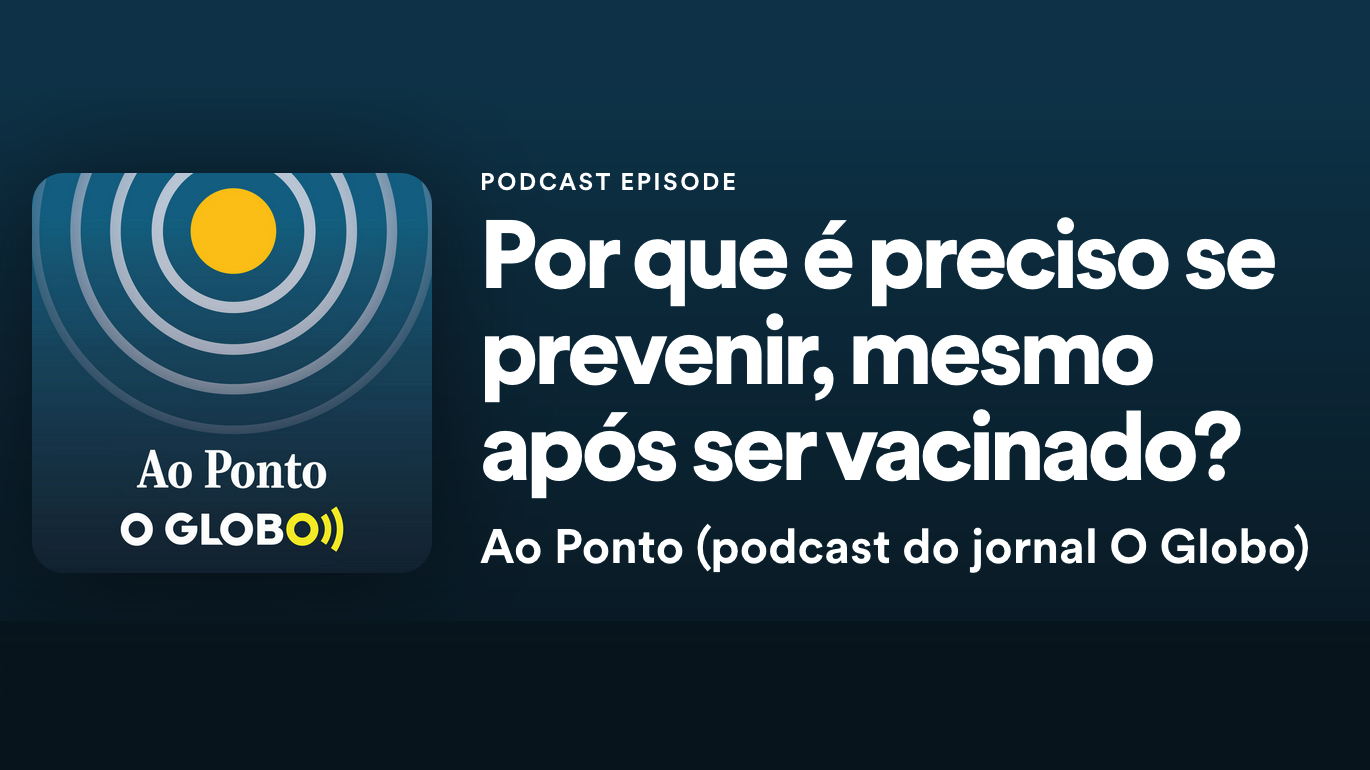 Ao Ponto
O GLOBO
PODCAST EPISODE
Por que é preciso se
prevenir, mesmo
após ser vacinado?
Ao Ponto (podcast do jornal O Globo)